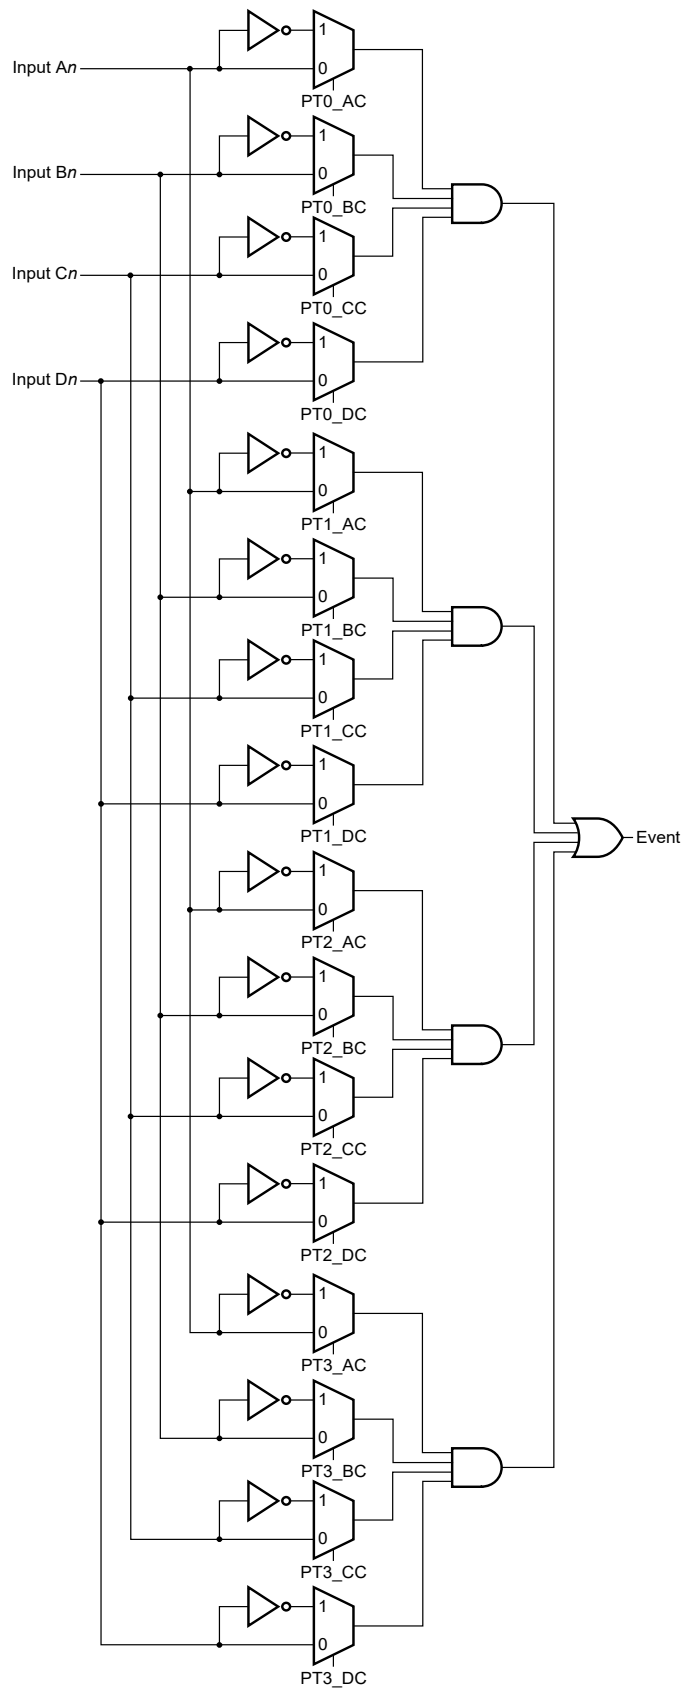 1
Input An
0
PT0_AC
1
Input Bn
0
PT0_BC
1
Input Cn
0
PT0_CC
1
Input Dn
0
PT0_DC
1
0
PT1_AC
1
0
PT1_BC
1
0
PT1_CC
1
0
PT1_DC
Event
1
0
PT2_AC
1
0
PT2_BC
1
0
PT2_CC
1
0
PT2_DC
1
0
PT3_AC
1
0
PT3_BC
1
0
PT3_CC
1
0
PT3_DC